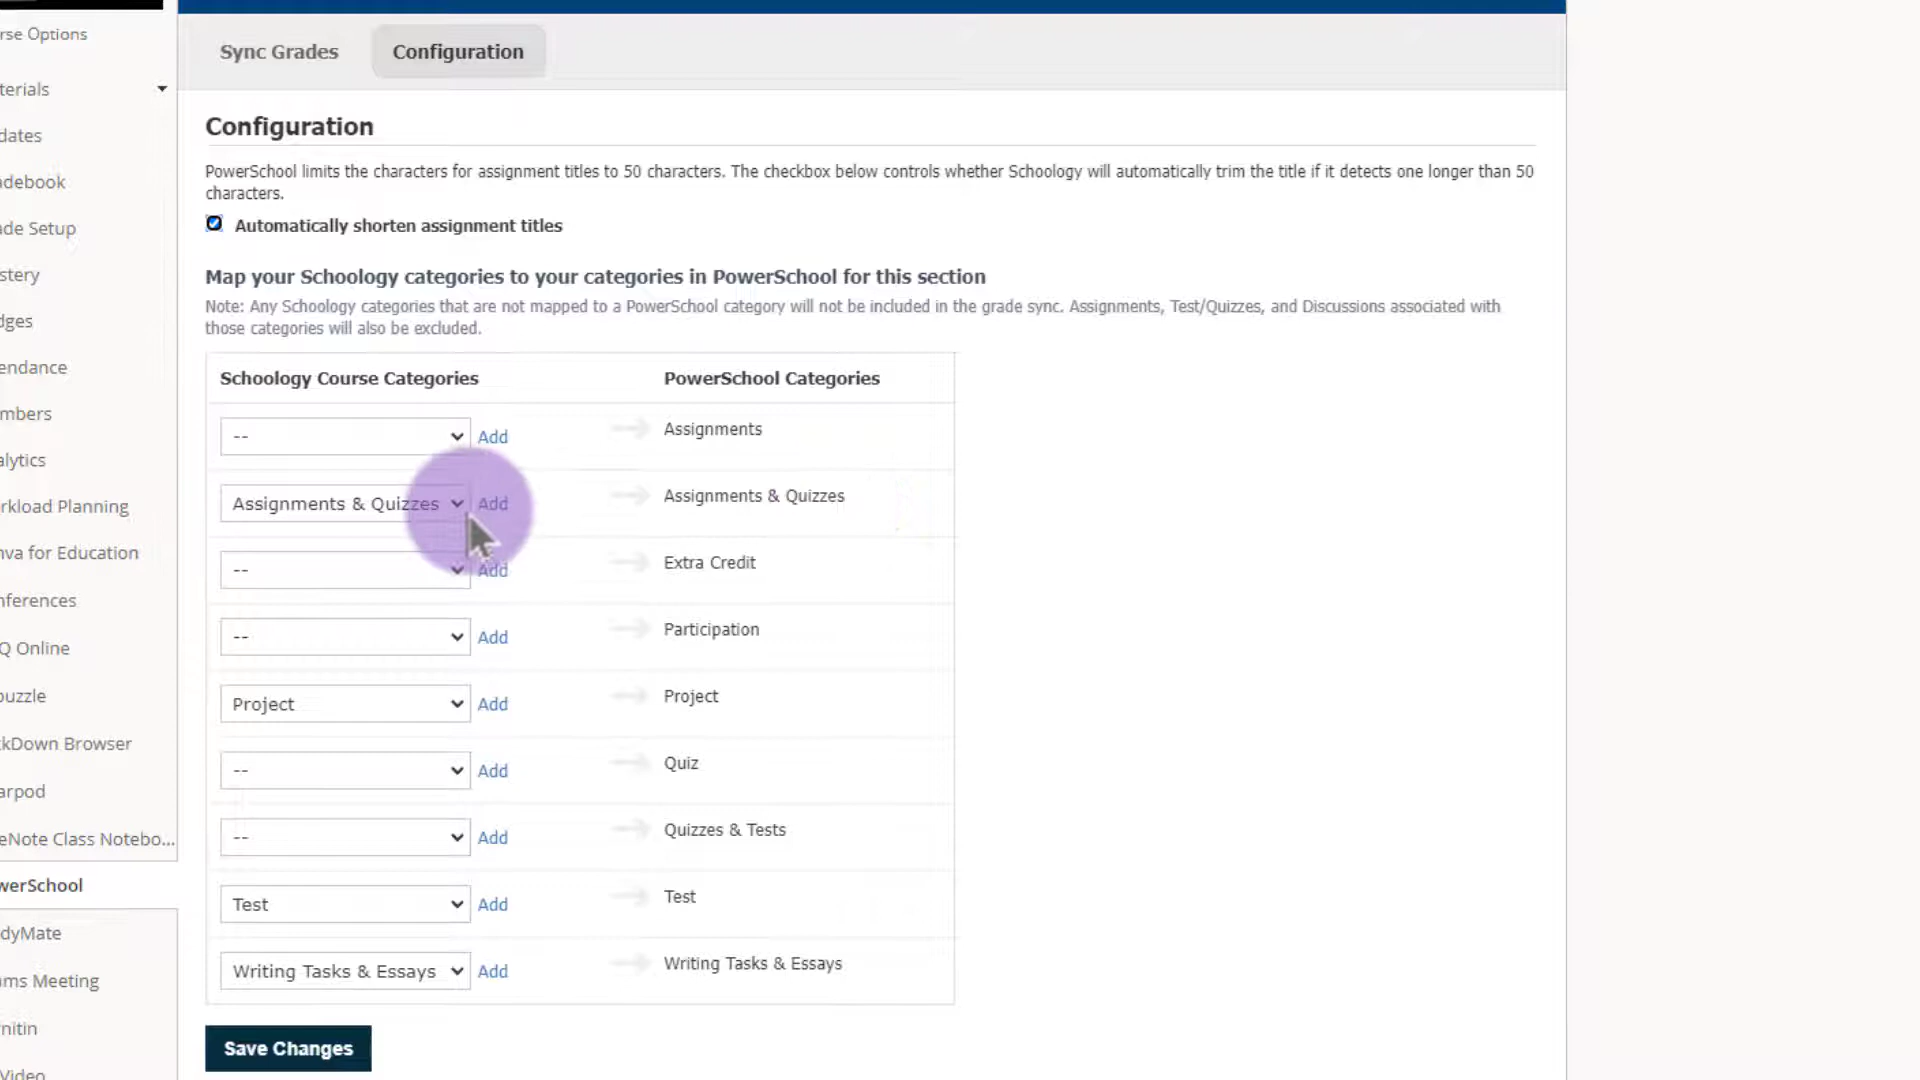 rse Options
terials
dates
adebook
ade Setup
stery
dges
endance
mbers
alytics
rkload Planning
nva for Education
nferences
Q Online
puzzle
kDown Browser
arpod
eNote Class Notebo...
werSchool
dyMate
ms Meeting
nitin
Video
Sync Grades
Configuration
Configuration
PowerSchool limits the characters for assignment titles to 50 characters. The checkbox below controls whether Schoology will automatically trim the title if it detects one longer than 50
characters.
Automatically shorten assignment titles
Map your Schoology categories to your categories in PowerSchool for this section
Note: Any Schoology categories that are not mapped to a PowerSchool category will not be included in the grade sync. Assignments, Test/Quizzes, and Discussions associated with
those categories will also be excluded.
Schoology Course Categories PowerSchool Categories
-- Add Assignments
Assignments & Quizzes Add Assignments & Quizzes
-- Add Extra Credit
-- Add Participation
Project Add Project
-- Add Quiz
-- Add Quizzes & Tests
Test Add Test
Writing Tasks & Essays Add Writing Tasks & Essays
Save Changes